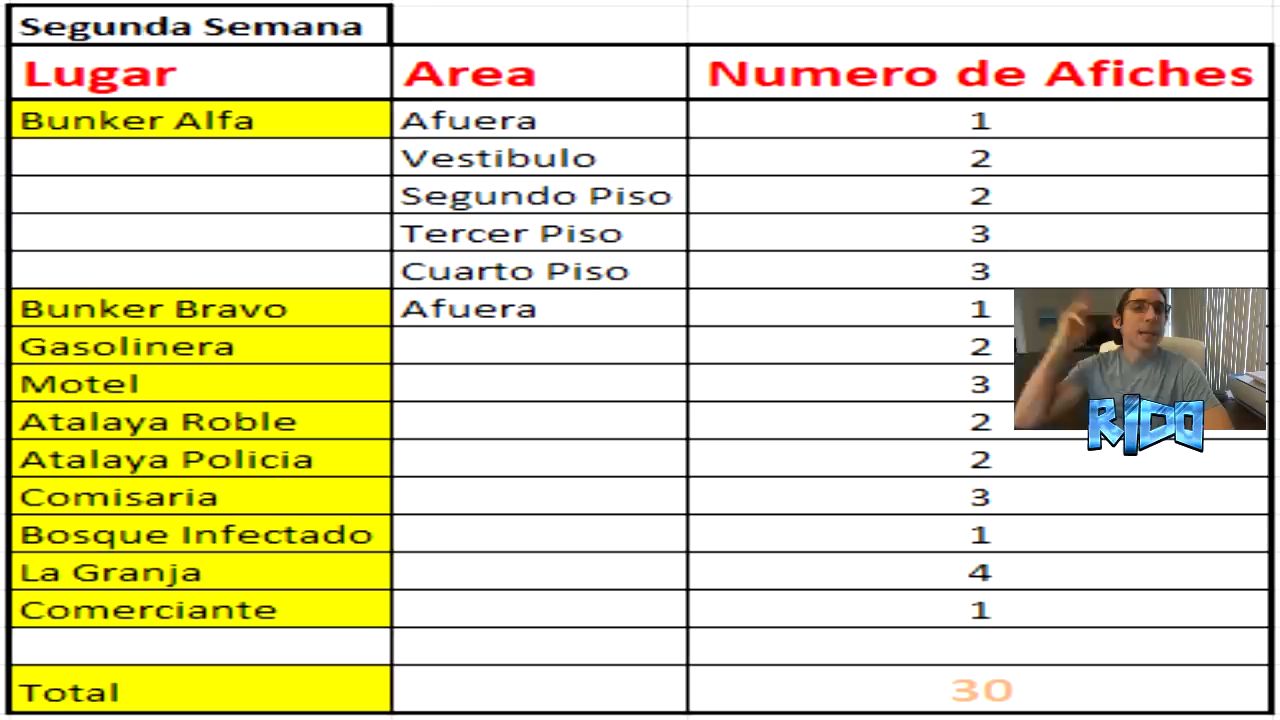 Segunda Semana
Lugar Area Numero de Afiches
Bunker Alfa Afuera 1
Vestibulo 2
Segundo Piso 2
Tercer Piso 3
Cuarto Piso 3
Bunker Bravo Afuera 1
Gasolinera 2
Motel 3
Atalaya Roble 2
Atalaya Policia 2
Comisaria 3
Bosque Infectado 1
La Granja 4
Comerciante 1
Total 30
RIDO